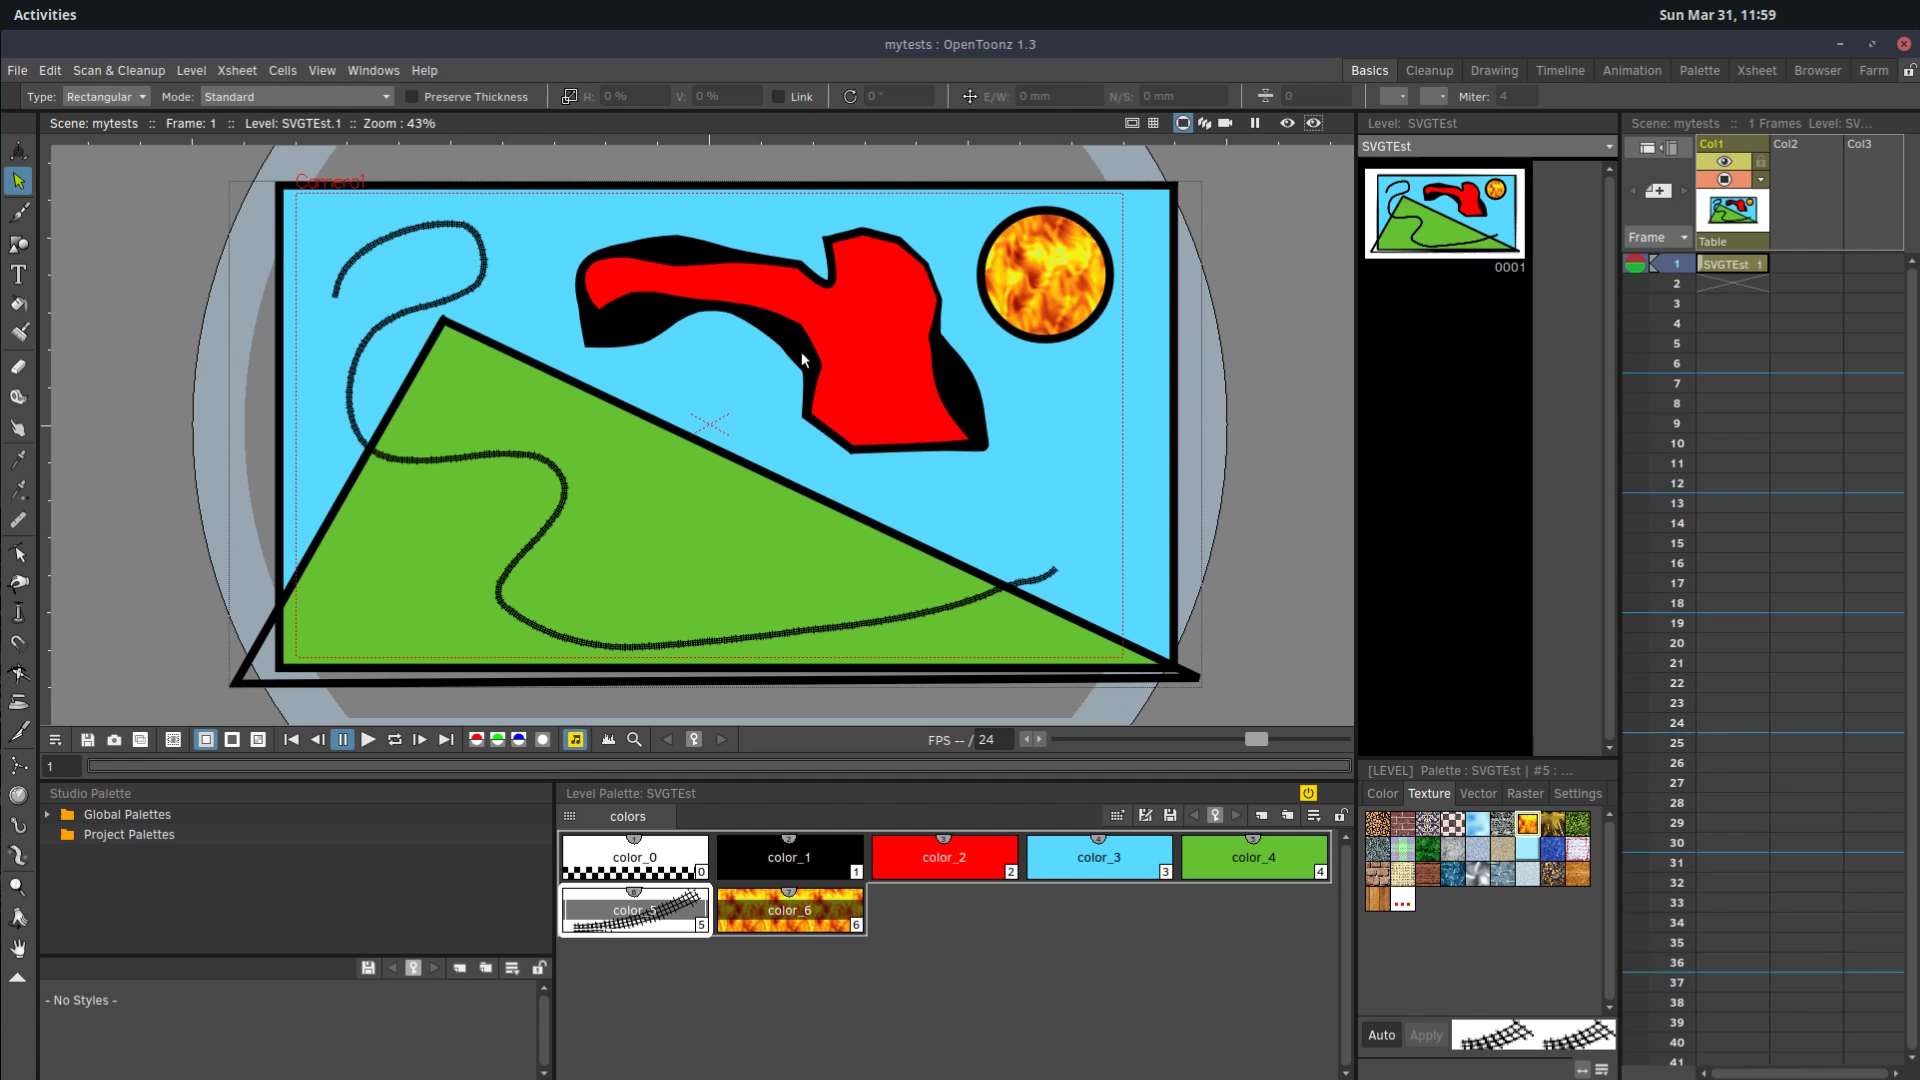 Activities
Sun Mar 31, 11:59
mytests : OpenToonz 1.3
File Edit Scan & Cleanup Level Xsheet Cells View Windows Help
Basics Cleanup Drawing Timeline Animation Palette Xsheet Browser Farm
Type: Rectangular Mode: Standard Preserve Thickness H: 0 % V: 0 % Link 0 ° E/W: 0 mm N/S: 0 mm 0 Miter: 4
Scene: mytests :: Frame: 1 :: Level: SVGTEst.1 :: Zoom : 43%
Level: SVGTEst
Scene: mytests :: 1 Frames Level: SV...
SVGTEst
Col1 Col2 Col3
Camera1
0001
Frame
Table
1 SVGTEst 1
2
3
4
5
6
7
8
9
10
11
12
13
14
15
16
17
18
19
20
21
22
23
24
25
26
27
28
29
30
31
32
33
34
35
36
37
38
39
40
41
FPS -- / 24
1
Studio Palette
Global Palettes
Project Palettes
- No Styles -
Level Palette: SVGTEst
colors
1 color_0 0
2 color_1 1
3 color_2 2
4 color_3 3
5 color_4 4
6 color_5 5
7 color_6 6
[LEVEL] Palette : SVGTEst | #5 : ...
Color Texture Vector Raster Settings
...
Auto Apply